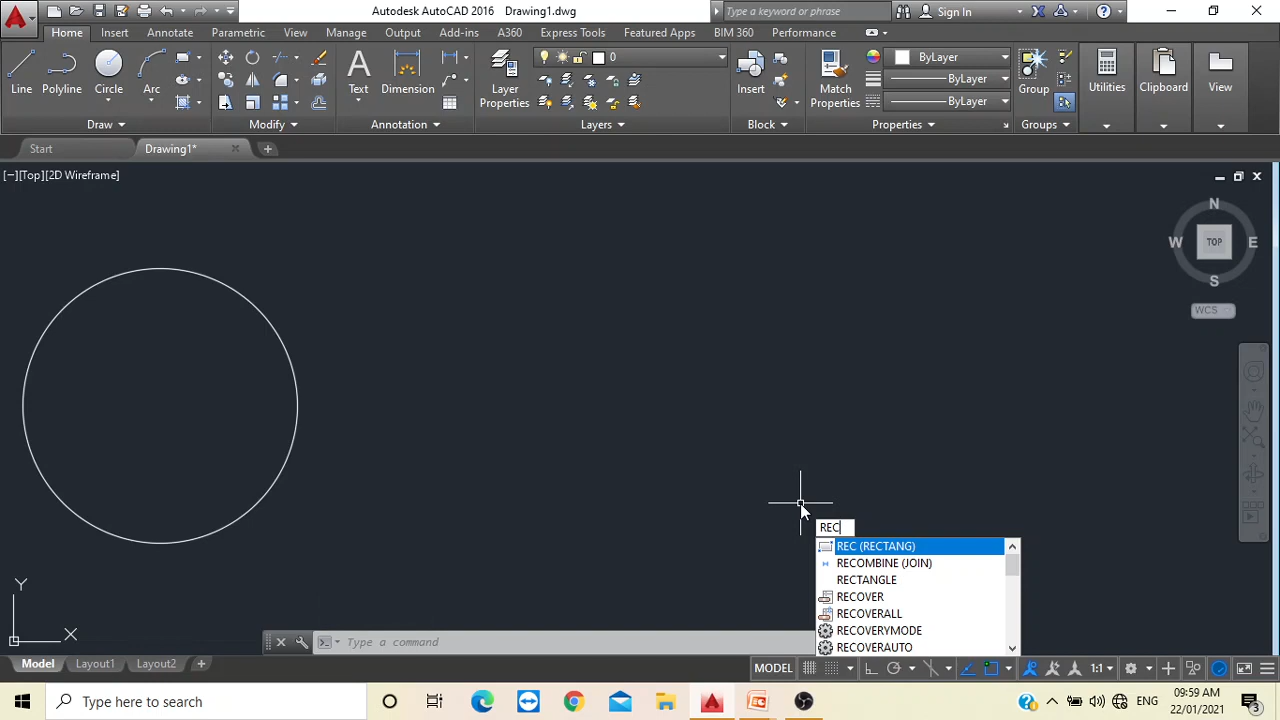 Autodesk AutoCAD 2016 Drawing1.dwg
Type a keyword or phrase
Sign In
Home Insert Annotate Parametric View Manage Output Add-ins A360 Express Tools Featured Apps BIM 360 Performance
Line Polyline Circle Arc
Text Dimension
Layer Properties
0
Insert
Match Properties
ByLayer
ByLayer
ByLayer
Group
Utilities Clipboard View
Draw Modify Annotation Layers Block Properties Groups
Start Drawing1*
[−][Top][2D Wireframe]
N
W TOP E
S
WCS
REC
REC (RECTANG)
RECOMBINE (JOIN)
RECTANGLE
RECOVER
RECOVERALL
RECOVERYMODE
RECOVERAUTO
Y
X
Type a command
Model Layout1 Layout2
MODEL 1:1
Type here to search
ENG
09:59 AM
22/01/2021
3